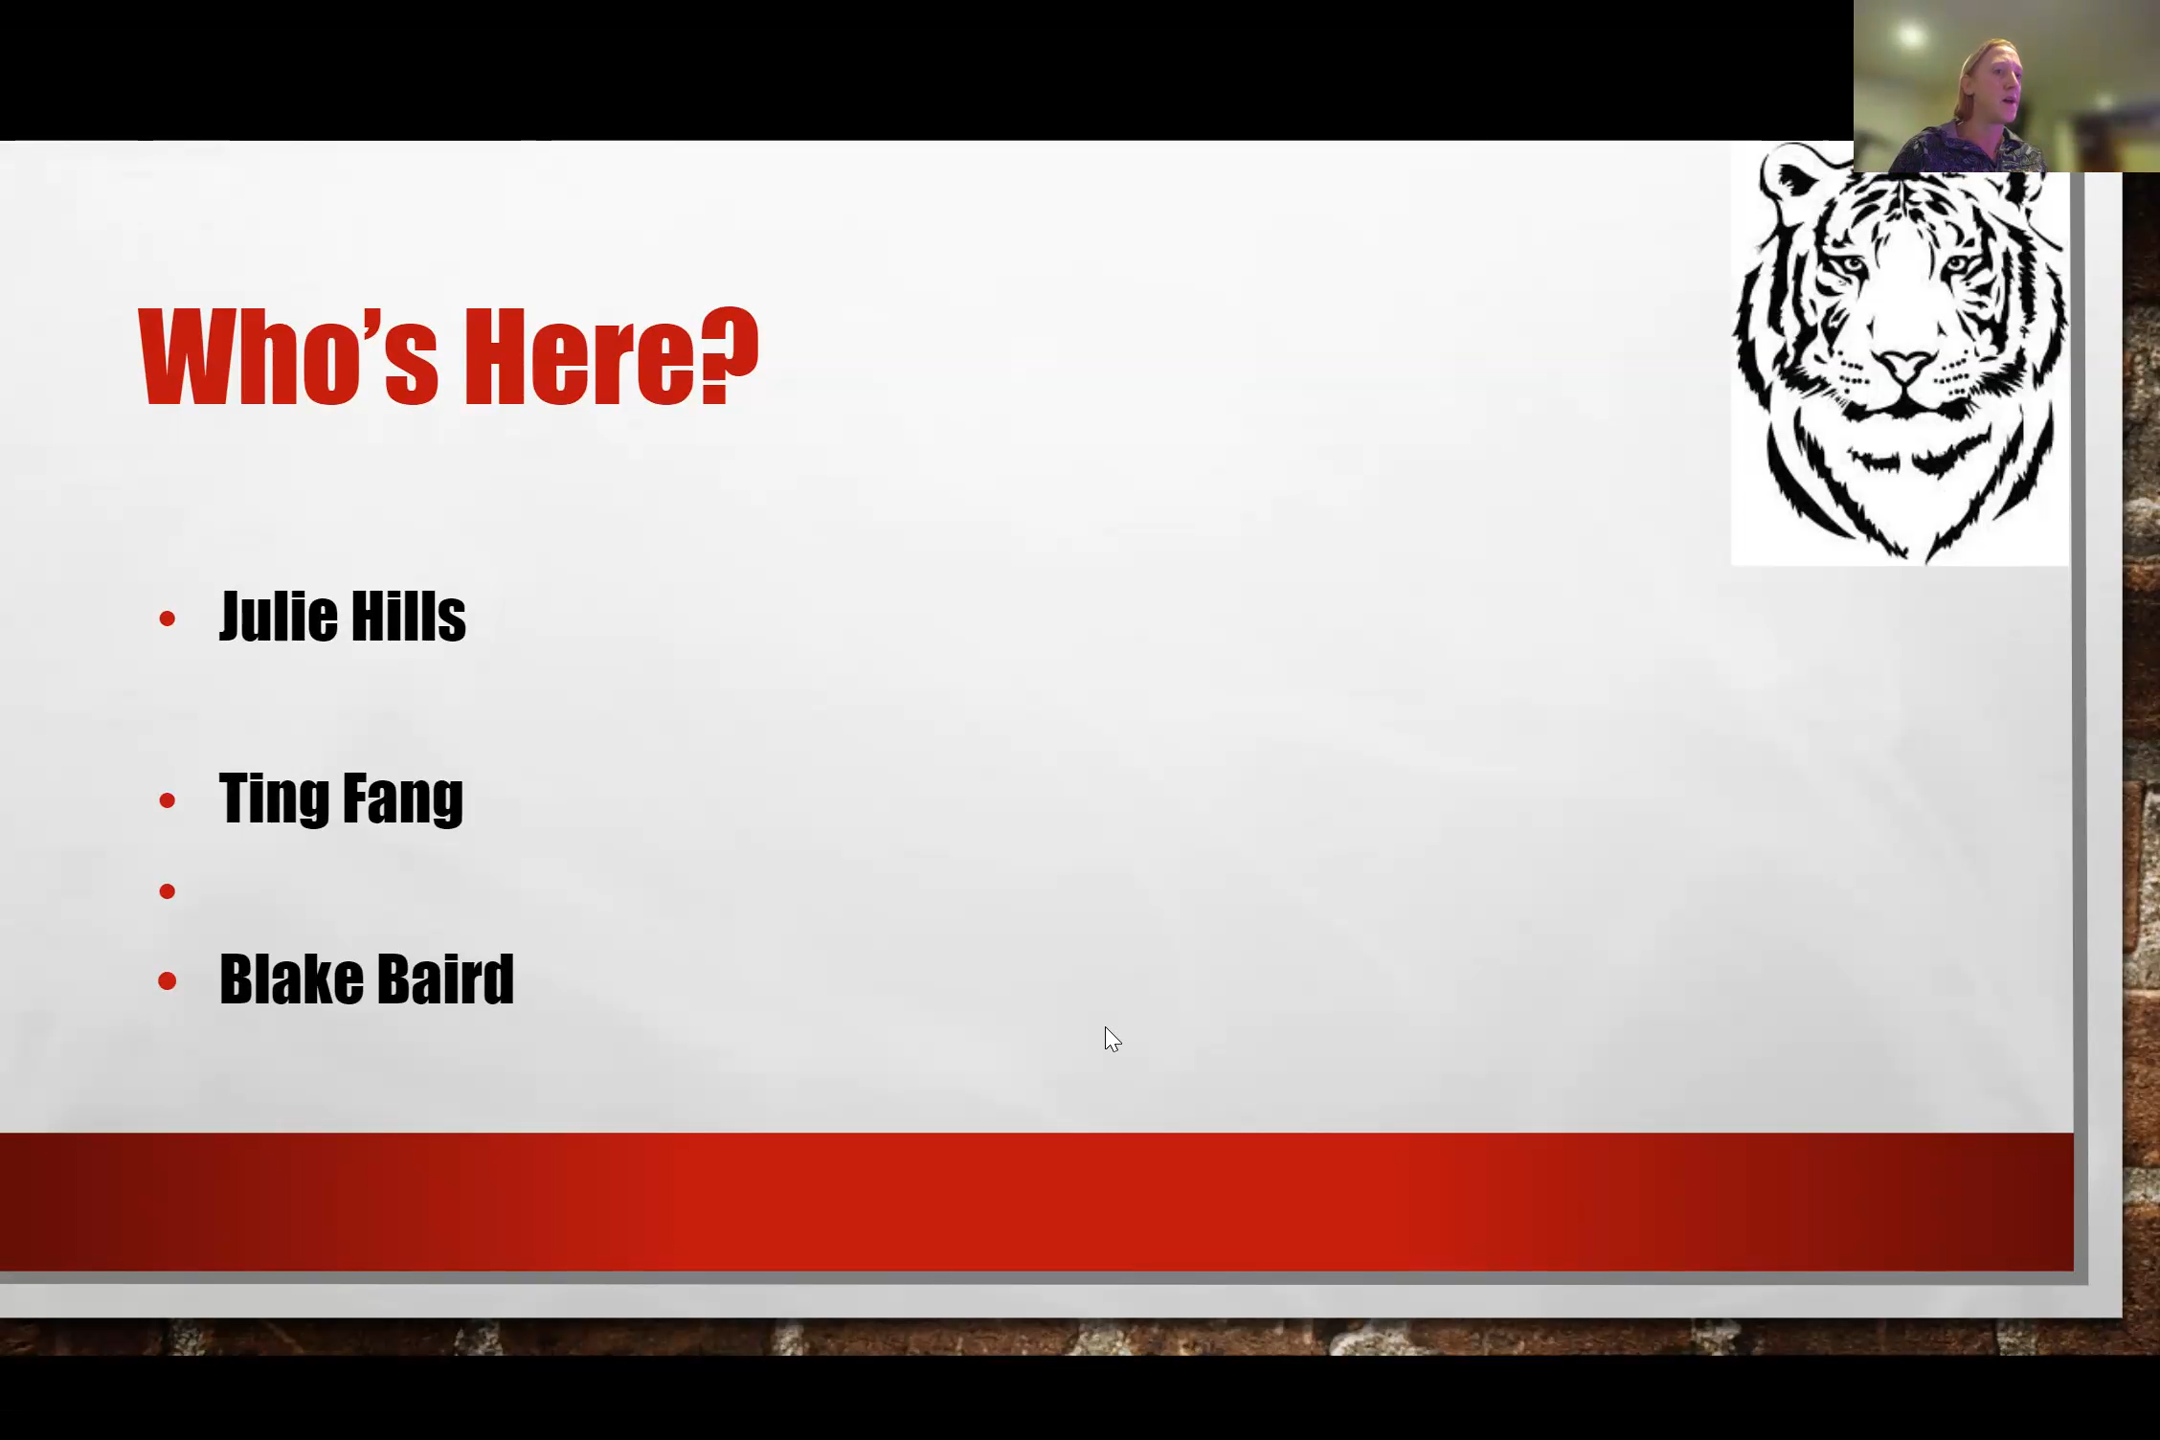 Who’s Here?
• Julie Hills
• Ting Fang
•
• Blake Baird